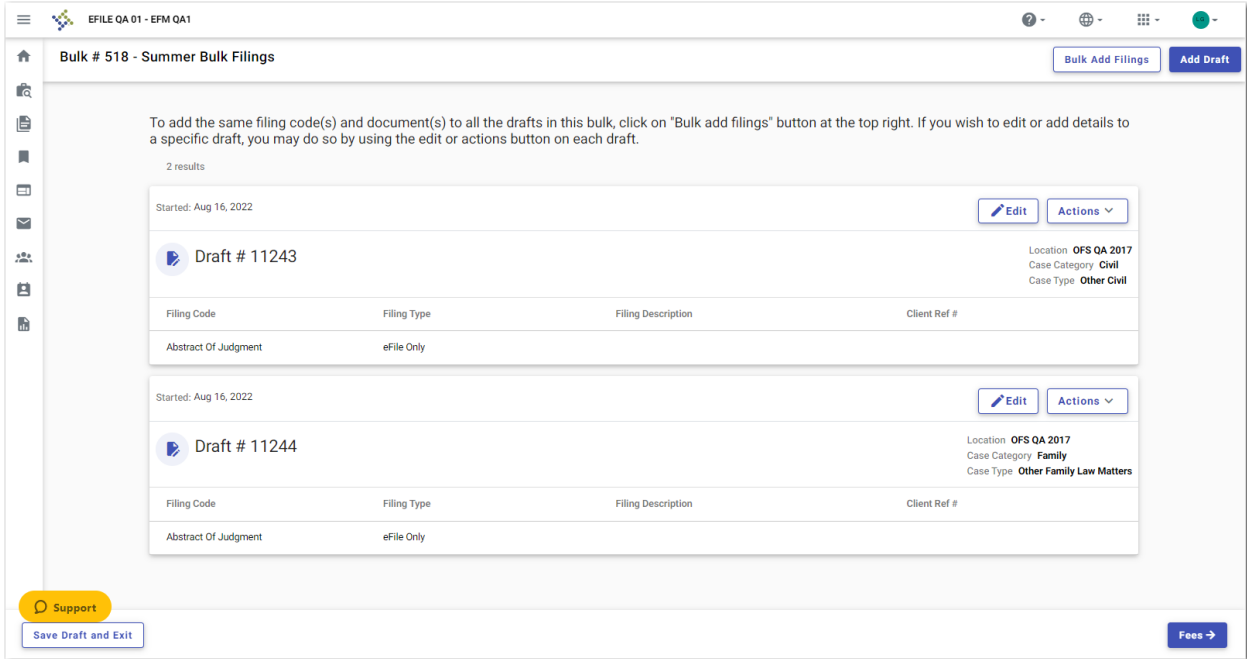 EFILE QA 01 - EFM QA1
Bulk # 518 - Summer Bulk Filings
Bulk Add Filings
Add Draft
To add the same filing code(s) and document(s) to all the drafts in this bulk, click on "Bulk add filings" button at the top right. If you wish to edit or add details to
a specific draft, you may do so by using the edit or actions button on each draft.
2 results
Started: Aug 16, 2022
Edit
Actions
Draft # 11243
Location OFS QA 2017
Case Category Civil
Case Type Other Civil
Filing Code Filing Type Filing Description Client Ref #
Abstract Of Judgment eFile Only
Started: Aug 16, 2022
Edit
Actions
Draft # 11244
Location OFS QA 2017
Case Category Family
Case Type Other Family Law Matters
Filing Code Filing Type Filing Description Client Ref #
Abstract Of Judgment eFile Only
Support
Save Draft and Exit
Fees